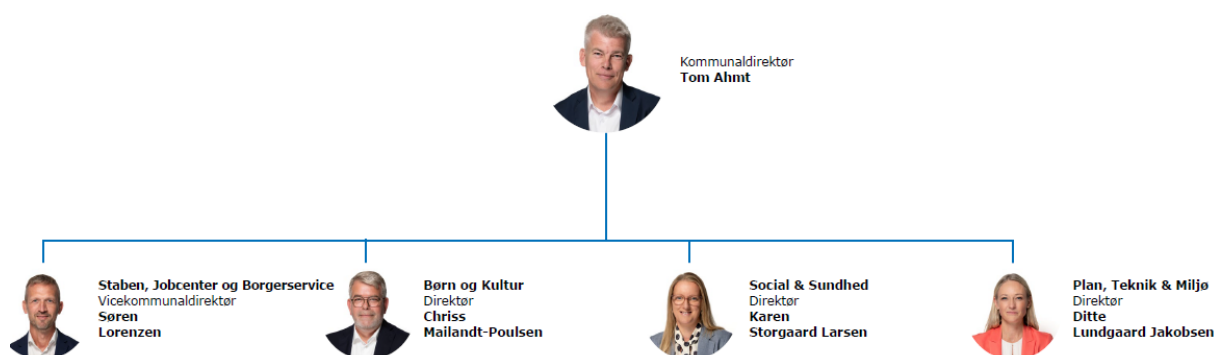 Kommunaldirektør
Tom Ahmt
Staben, Jobcenter og Borgerservice
Vicekommunaldirektør
Søren
Lorenzen
Børn og Kultur
Direktør
Chriss
Mailandt-Poulsen
Social & Sundhed
Direktør
Karen
Storgaard Larsen
Plan, Teknik & Miljø
Direktør
Ditte
Lundgaard Jakobsen